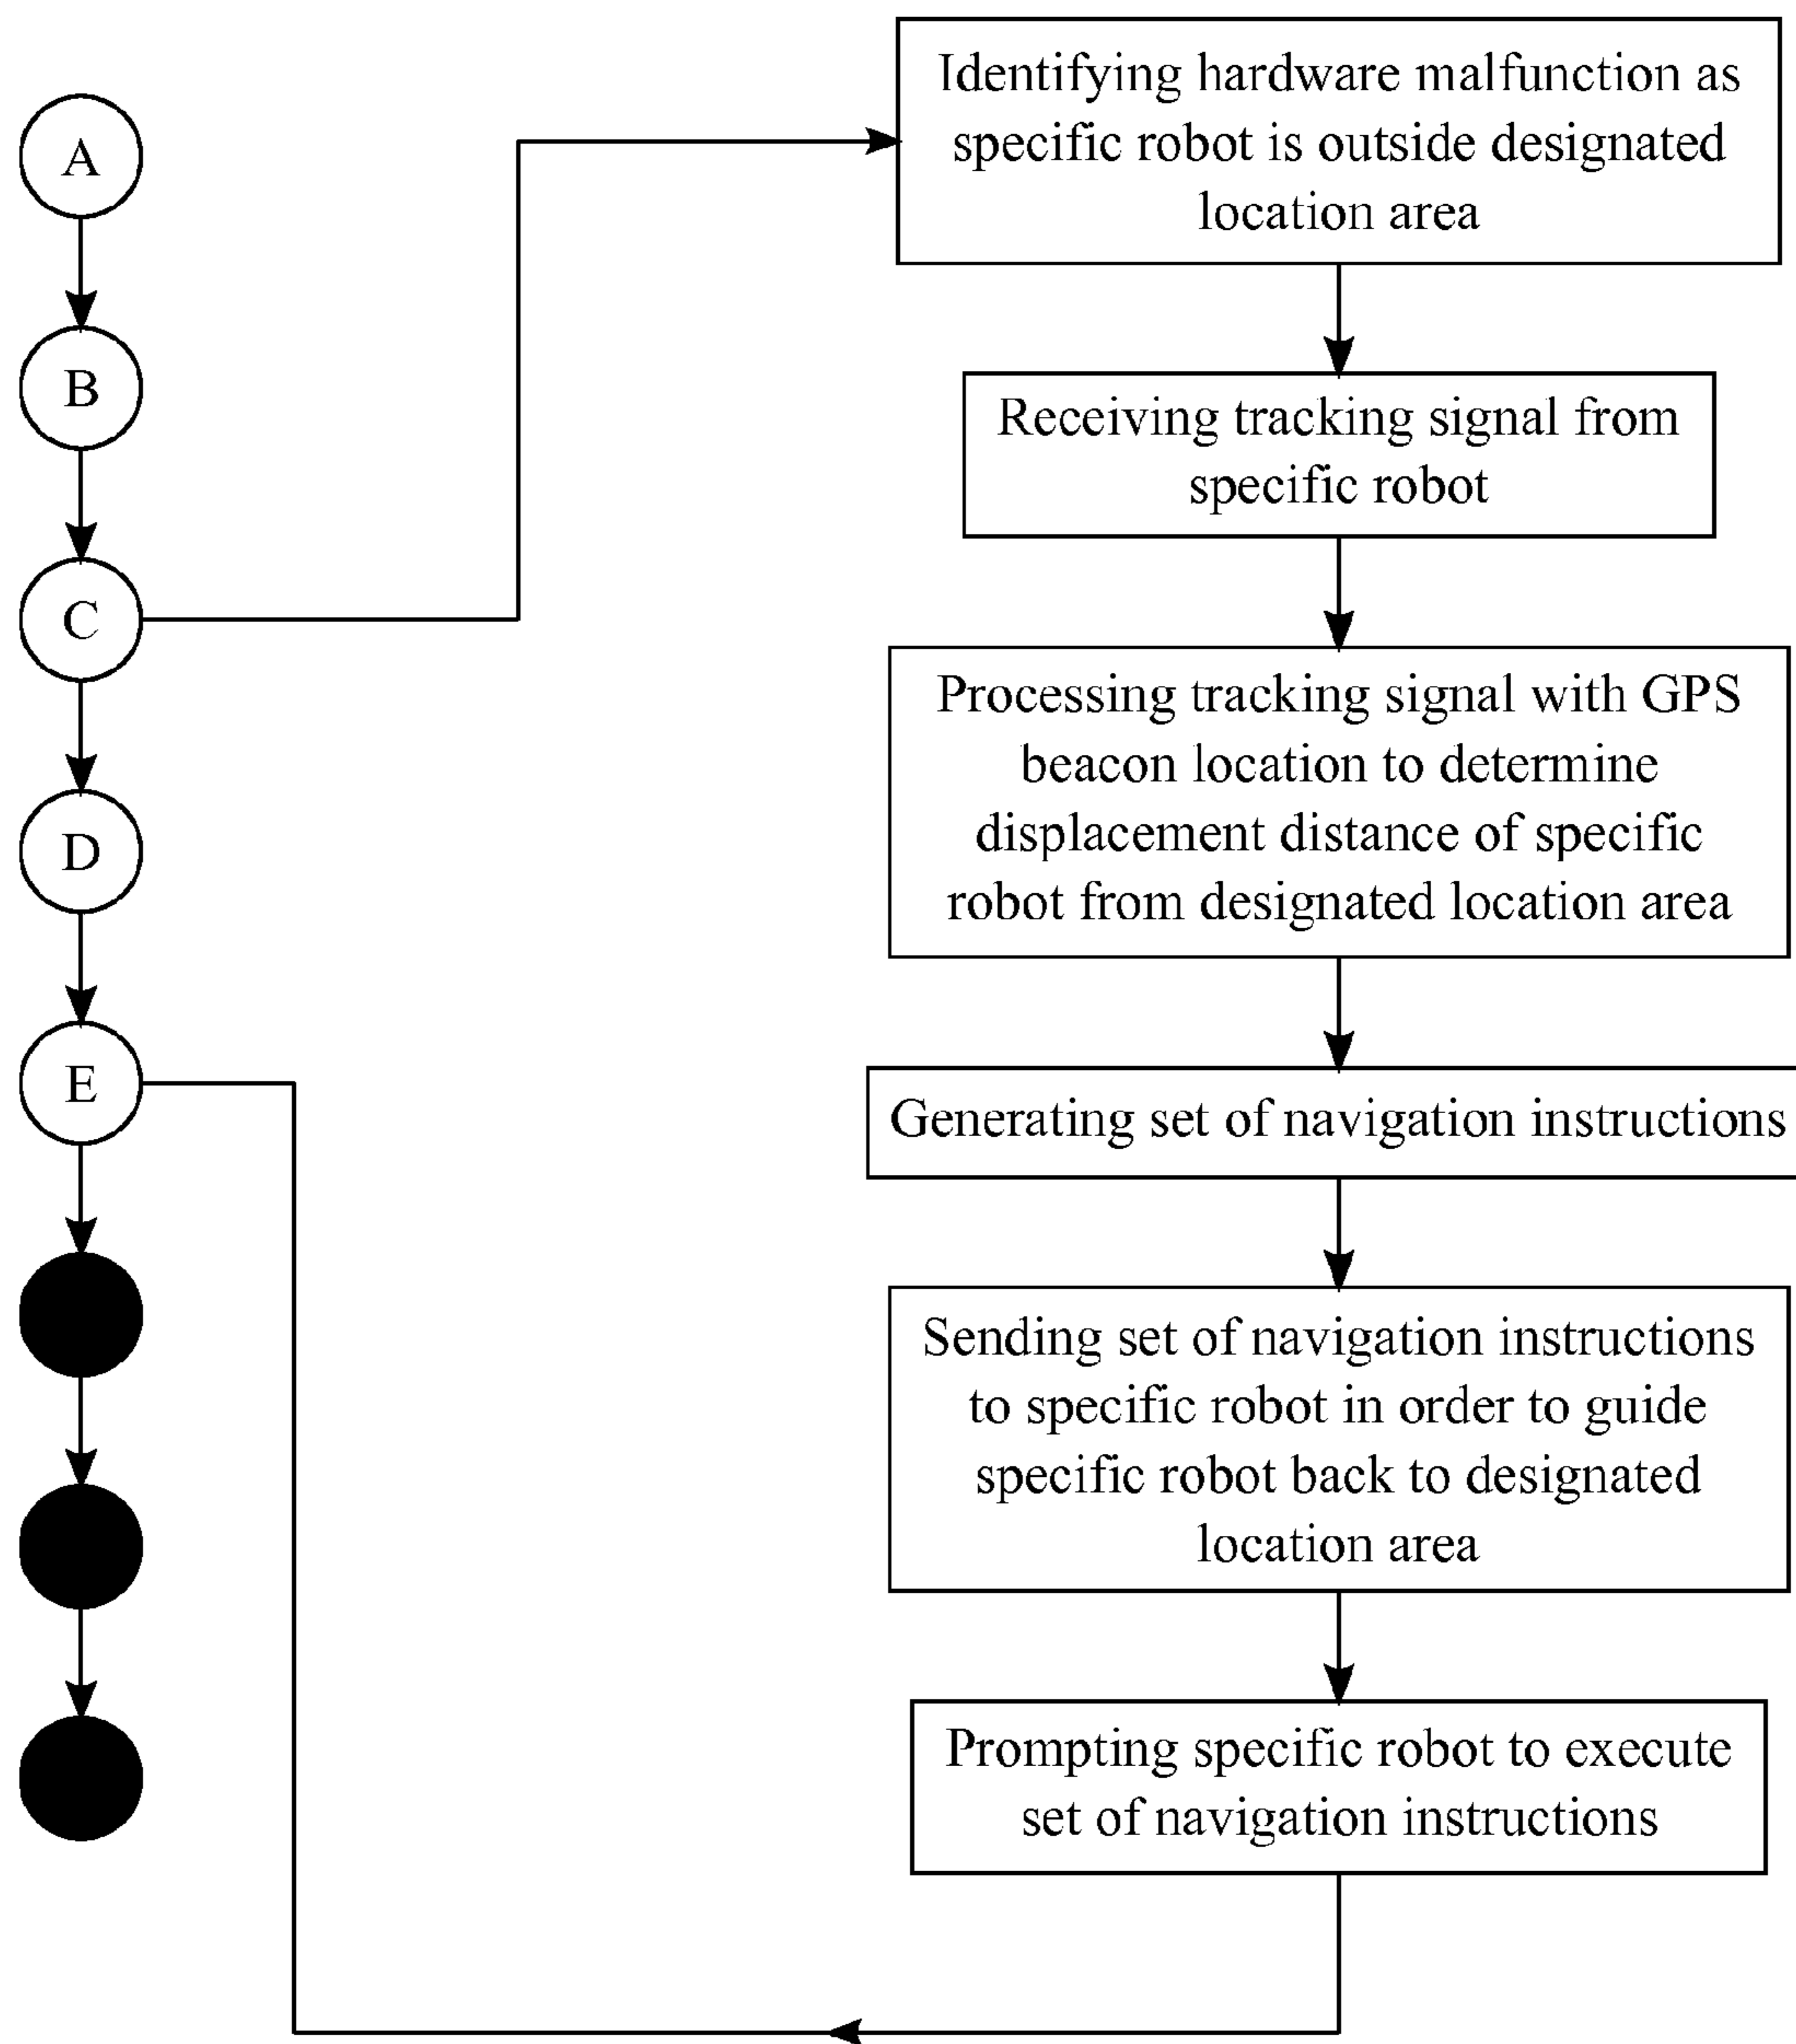 A
B
C
D
E
Identifying hardware malfunction as
specific robot is outside designated
location area
Receiving tracking signal from
specific robot
Processing tracking signal with GPS
beacon location to determine
displacement distance of specific
robot from designated location area
Generating set of navigation instructions
Sending set of navigation instructions
to specific robot in order to guide
specific robot back to designated
location area
Prompting specific robot to execute
set of navigation instructions